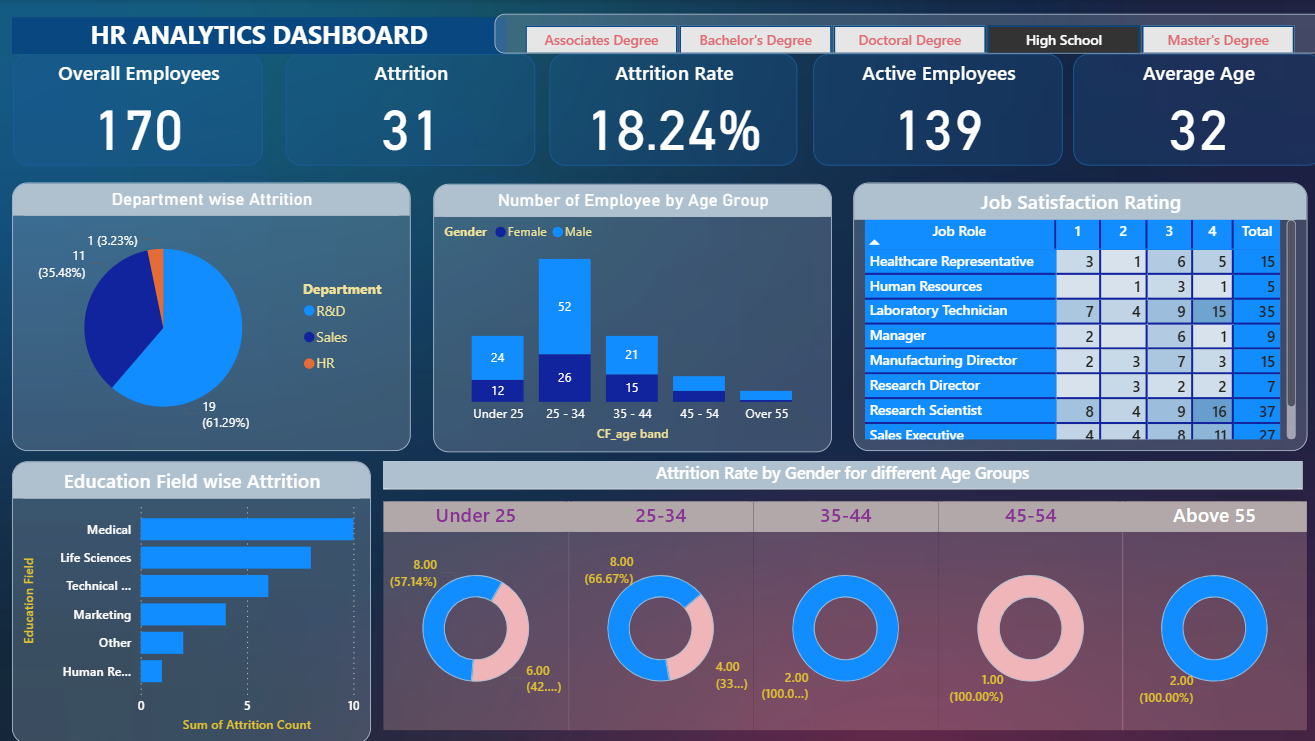 HR ANALYTICS DASHBOARD
Associates Degree
Bachelor's Degree
Doctoral Degree
High School
Master's Degree
Overall Employees
170
Attrition
31
Attrition Rate
18.24%
Active Employees
139
Average Age
32
Department wise Attrition
1 (3.23%)
11
(35.48%)
19
(61.29%)
Department
R&D
Sales
HR
Number of Employee by Age Group
Gender Female Male
24
12
52
26
21
15
Under 25 25 - 34 35 - 44 45 - 54 Over 55
CF_age band
Job Satisfaction Rating
Job Role 1 2 3 4 Total
Healthcare Representative 3 1 6 5 15
Human Resources 1 3 1 5
Laboratory Technician 7 4 9 15 35
Manager 2 6 1 9
Manufacturing Director 2 3 7 3 15
Research Director 3 2 2 7
Research Scientist 8 4 9 16 37
Sales Executive 4 4 8 11 27
Education Field wise Attrition
Education Field
Medical
Life Sciences
Technical ...
Marketing
Other
Human Re...
0 5 10
Sum of Attrition Count
Attrition Rate by Gender for different Age Groups
Under 25
25-34
35-44
45-54
Above 55
8.00
(57.14%)
6.00
(42....)
8.00
(66.67%)
4.00
(33...)
2.00
(100.0...)
1.00
(100.00%)
2.00
(100.00%)